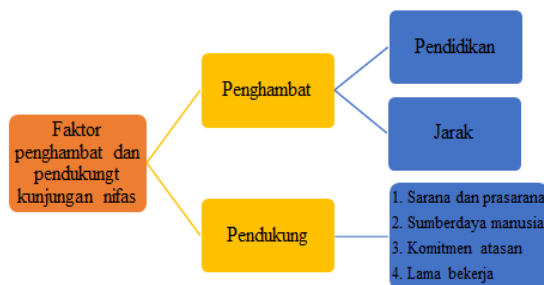 Faktor
penghambat dan
pendukungt
kunjungan nifas
Penghambat
Pendidikan
Jarak
Pendukung
1. Sarana dan prasarana
2. Sumberdaya manusia
3. Komitmen atasan
4. Lama bekerja